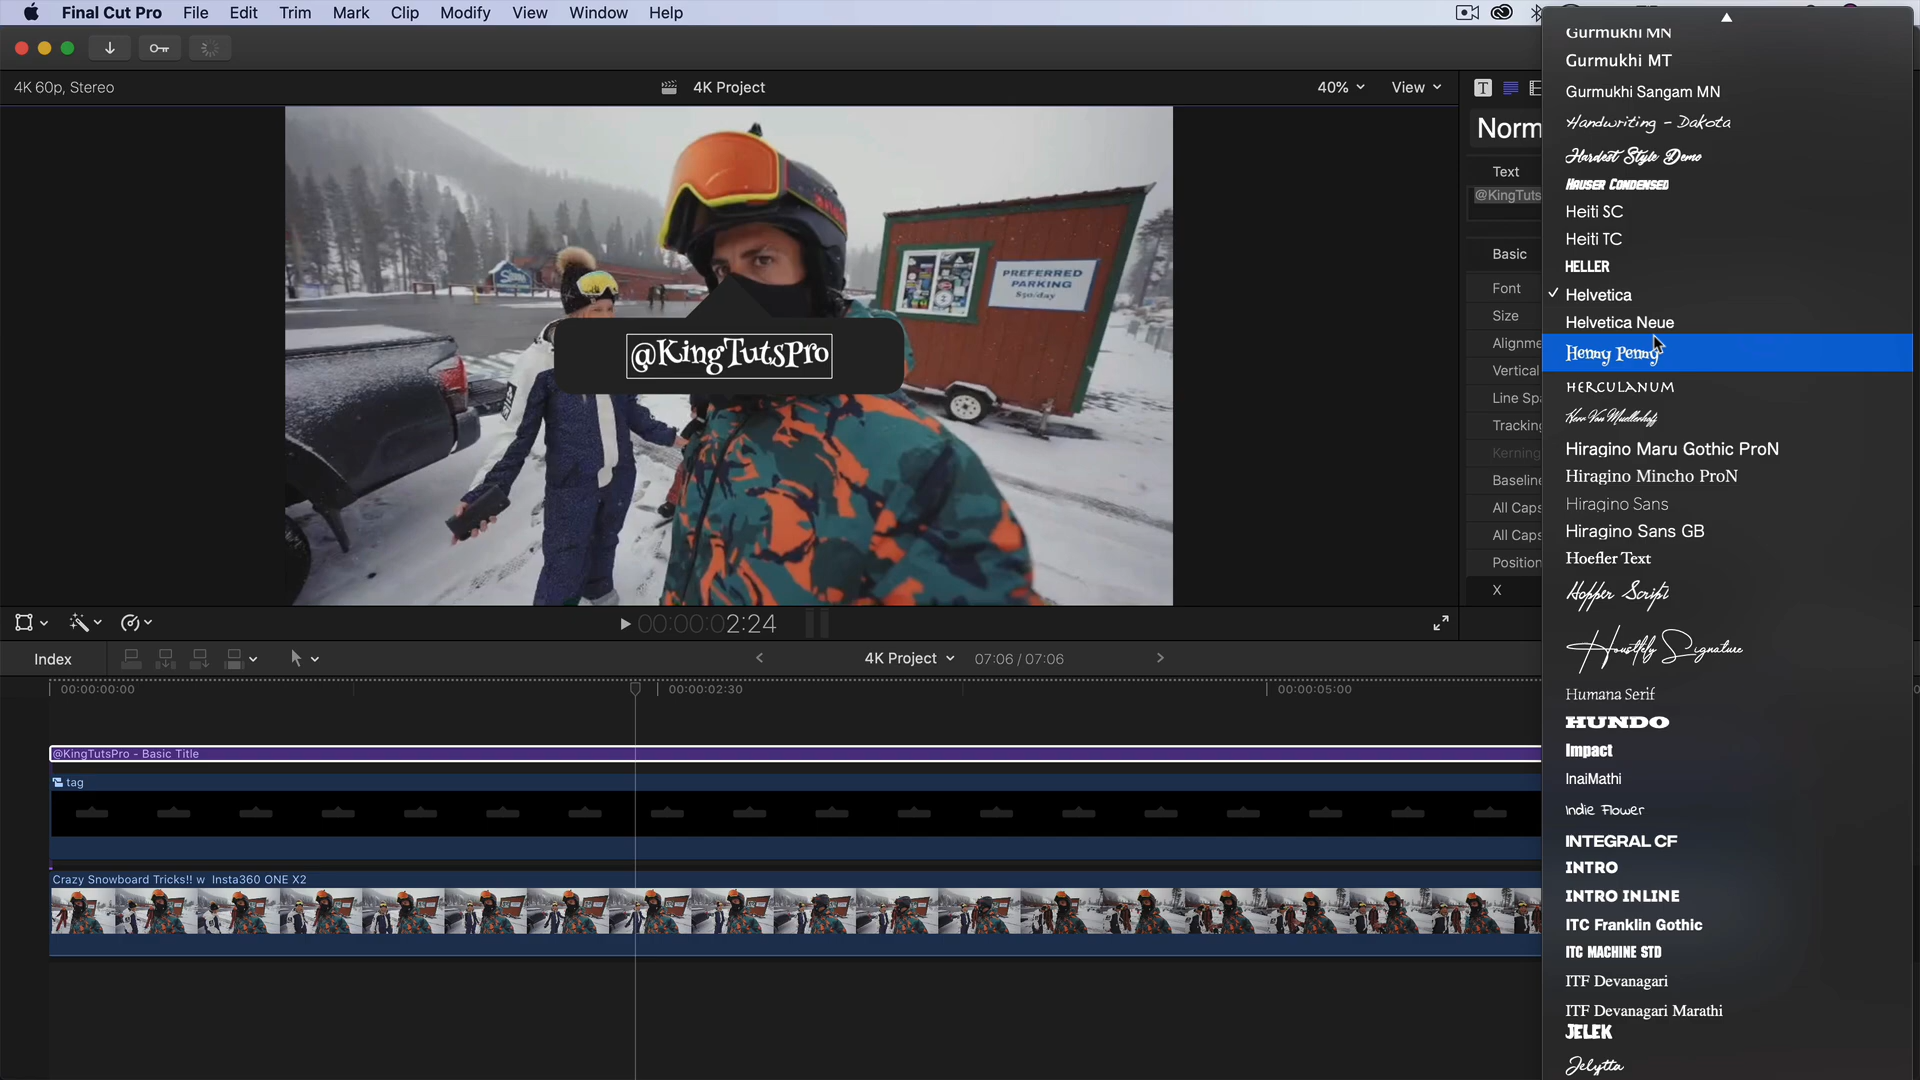 Final Cut Pro File Edit Trim Mark Clip Modify View Window Help
4K 60p, Stereo
4K Project
40%
View
PREFERRED
PARKING
@KingTutsPro
T
Norm
Text
@KingTuts
Basic
Font
Size
Alignme
Vertical
Line Spa
Tracking
Kerning
Baseline
All Caps
All Caps
Position
X
Gurmukhi MN
Gurmukhi MT
Gurmukhi Sangam MN
Handwriting - Dakota
Hardest Style Demo
HAUSER CONDENSED
Heiti SC
Heiti TC
HELLER
✓ Helvetica
Helvetica Neue
Henny Penny
HERCULANUM
Herr Von Muellerhoff
Hiragino Maru Gothic ProN
Hiragino Mincho ProN
Hiragino Sans
Hiragino Sans GB
Hoefler Text
Hopper Script
Houstlely Signature
Humana Serif
HUNDO
Impact
InaiMathi
Indie Flower
INTEGRAL CF
INTRO
INTRO INLINE
ITC Franklin Gothic
ITC MACHINE STD
ITF Devanagari
ITF Devanagari Marathi
JELEK
Jelytta
00:00:02:24
Index
4K Project
07:06 / 07:06
00:00:00:00
00:00:02:30
00:00:05:00
@KingTutsPro - Basic Title
tag
Crazy Snowboard Tricks!! w Insta360 ONE X2